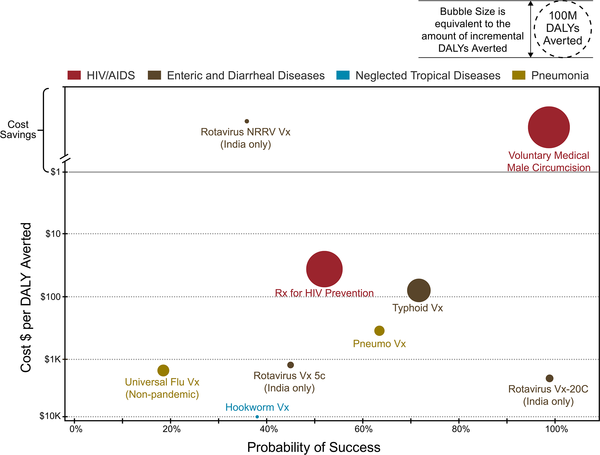 Bubble Size is
equivalent to the
amount of incremental
DALYs Averted
100M
DALYs
Averted
HIV/AIDS
Enteric and Diarrheal Diseases
Neglected Tropical Diseases
Pneumonia
Cost
Savings
Rotavirus NRRV Vx
(India only)
Voluntary Medical
Male Circumcision
$1
$10
Rx for HIV Prevention
$100
Typhoid Vx
Pneumo Vx
$1K
Universal Flu Vx
(Non-pandemic)
Rotavirus Vx 5c
(India only)
Rotavirus Vx-20C
(India only)
Hookworm Vx
$10K
Cost $ per DALY Averted
0%
20%
40%
60%
80%
100%
Probability of Success